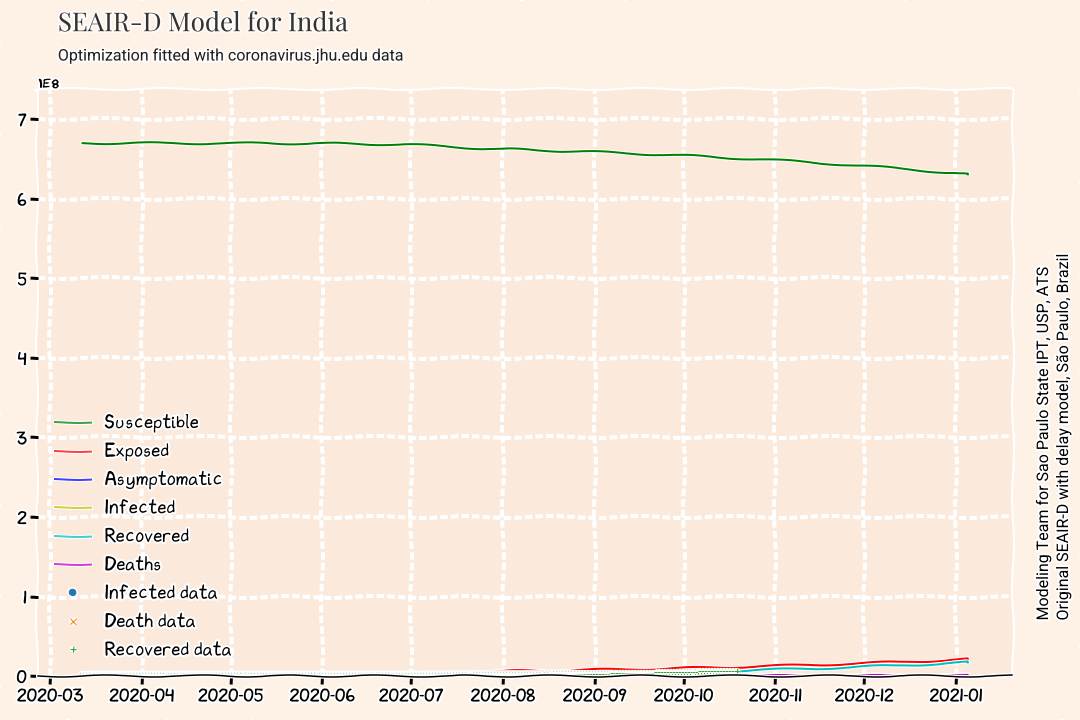 SEAIR-D Model for India
Optimization fitted with coronavirus.jhu.edu data
1E8
7
6
5
4
3
2
1
0
Susceptible
Exposed
Asymptomatic
Infected
Recovered
Deaths
Infected data
Death data
Recovered data
2020-03 2020-04 2020-05 2020-06 2020-07 2020-08 2020-09 2020-10 2020-11 2020-12 2021-01
Modeling Team for Sao Paulo State IPT, USP, ATS
Original SEAIR-D with delay model, São Paulo, Brazil